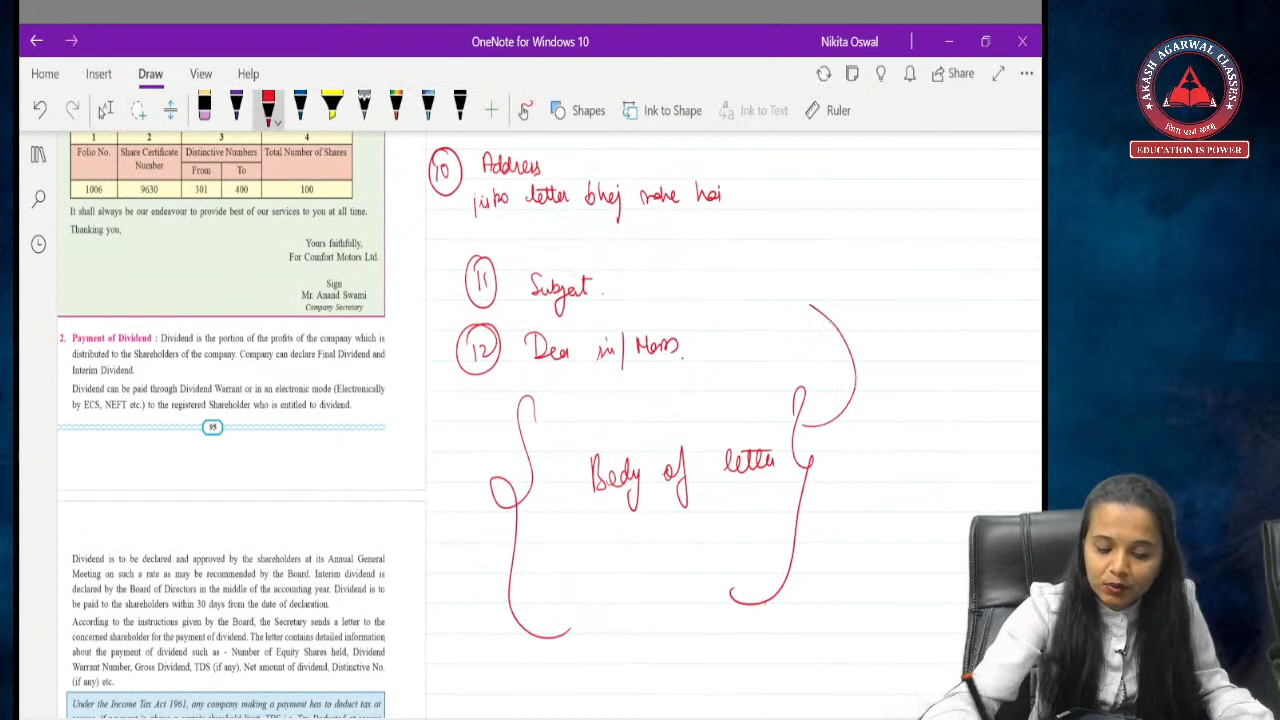 OneNote for Windows 10
Nikita Oswal
Home Insert Draw View Help
Share
Shapes
Ink to Shape
Ink to Text
Ruler
1 2 3 4
Folio No. Share Certificate Number Distinctive Numbers Total Number of Shares
From To
1006 9630 301 400 100
It shall always be our endeavour to provide best of our services to you at all time.
Thanking you,
Yours faithfully,
For Comfort Motors Ltd.
Sign
Mr. Anand Swami
Company Secretary
2. Payment of Dividend : Dividend is the portion of the profits of the company which is
distributed to the Shareholders of the company. Company can declare Final Dividend and
Interim Dividend.
Dividend can be paid through Dividend Warrant or in an electronic mode (Electronically
by ECS, NEFT etc.) to the registered Shareholder who is entitled to dividend.
95
Dividend is to be declared and approved by the shareholders at its Annual General
Meeting on such a rate as may be recommended by the Board. Interim dividend is
declared by the Board of Directors in the middle of the accounting year. Dividend is to
be paid to the shareholders within 30 days from the date of declaration.
According to the instructions given by the Board, the Secretary sends a letter to the
concerned shareholder for the payment of dividend. The letter contains detailed information
about the payment of dividend such as - Number of Equity Shares held, Dividend
Warrant Number, Gross Dividend, TDS (if any), Net amount of dividend, Distinctive No.
(if any) etc.
Under the Income Tax Act 1961, any company making a payment has to deduct tax at
10 Address
jisko letter bhej rahe hai
11 Subject.
12 Dear
Body of letter
AKASH AGARWAL CLASSES
EDUCATION IS POWER